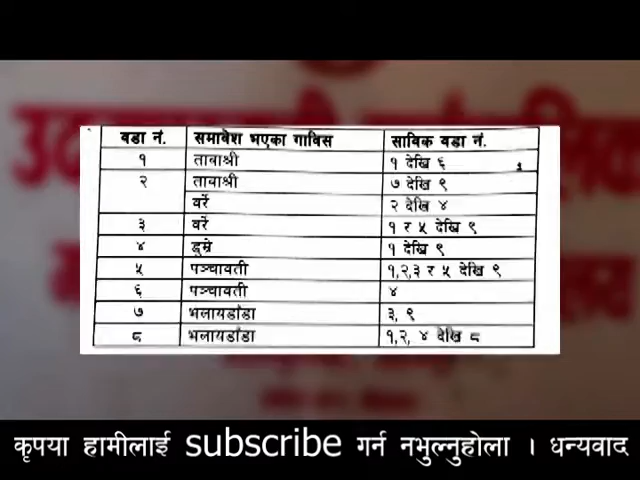 वडा नं. समावेश भएका गाविस साविक वडा नं.
१ ताबाश्री १ देखि ६
२ ताबाश्री ७ देखि ९
वरें २ देखि ४
३ वरें १ र ५ देखि ९
४ डुम्रे १ देखि ९
५ पञ्चावती १,२,३ र ५ देखि ९
६ पञ्चावती ४
७ भलायडाँडा ३, ९
८ भलायडाँडा १,२, ४ देखि ८
कृपया हामीलाई subscribe गर्न नभुल्नुहोला । धन्यवाद